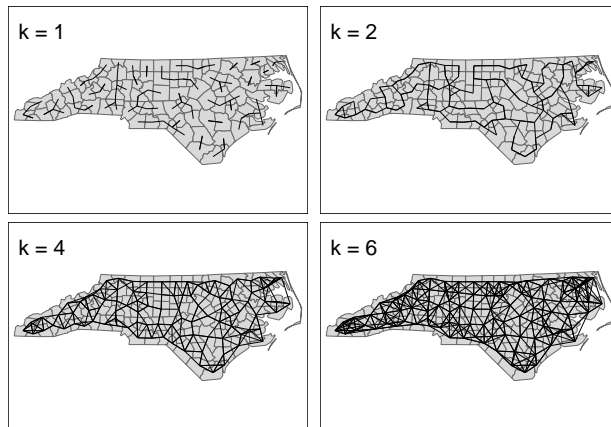 k = 1
k = 2
k = 4
k = 6